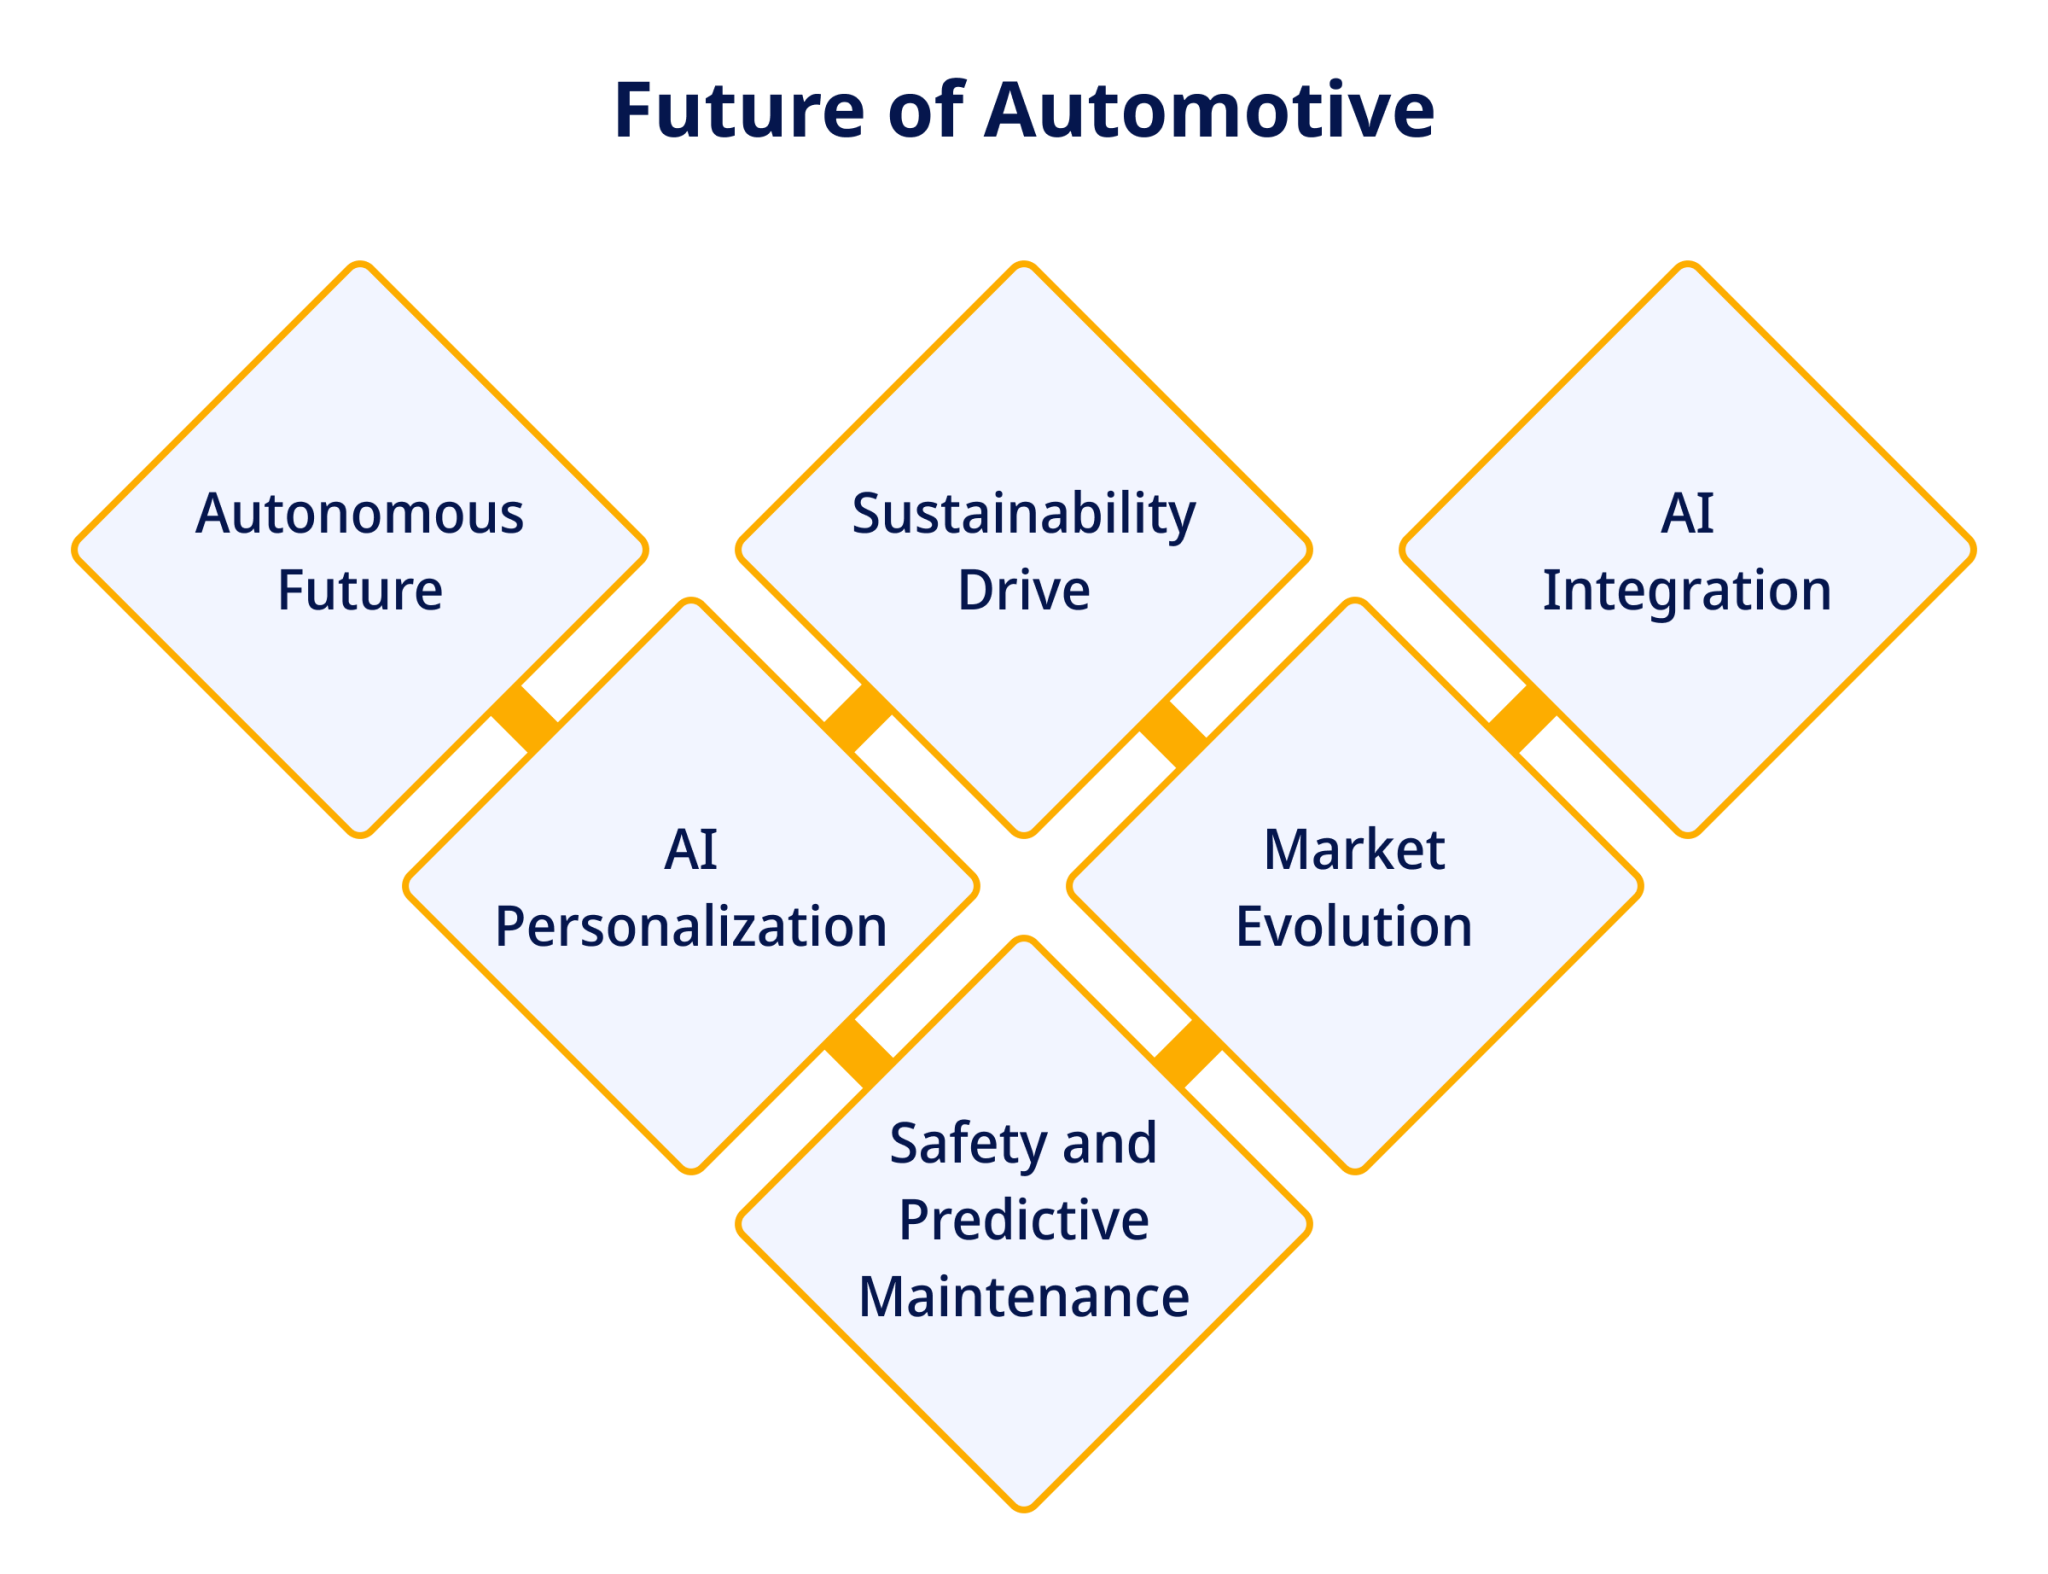 Future of Automotive
Autonomous
Future
Sustainability
Drive
AI
Integration
AI
Personalization
Market
Evolution
Safety and
Predictive
Maintenance